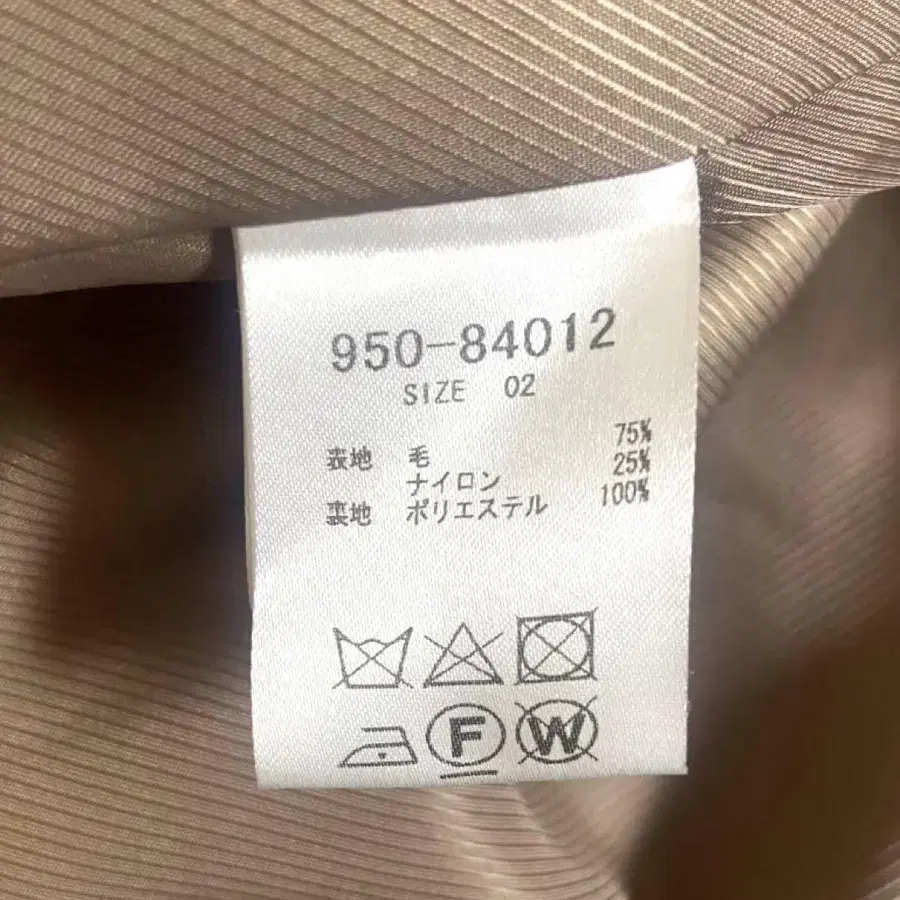 950-84012
SIZE 02
表地 毛 75%
ナイロン 25%
裏地 ポリエステル 100%
F W